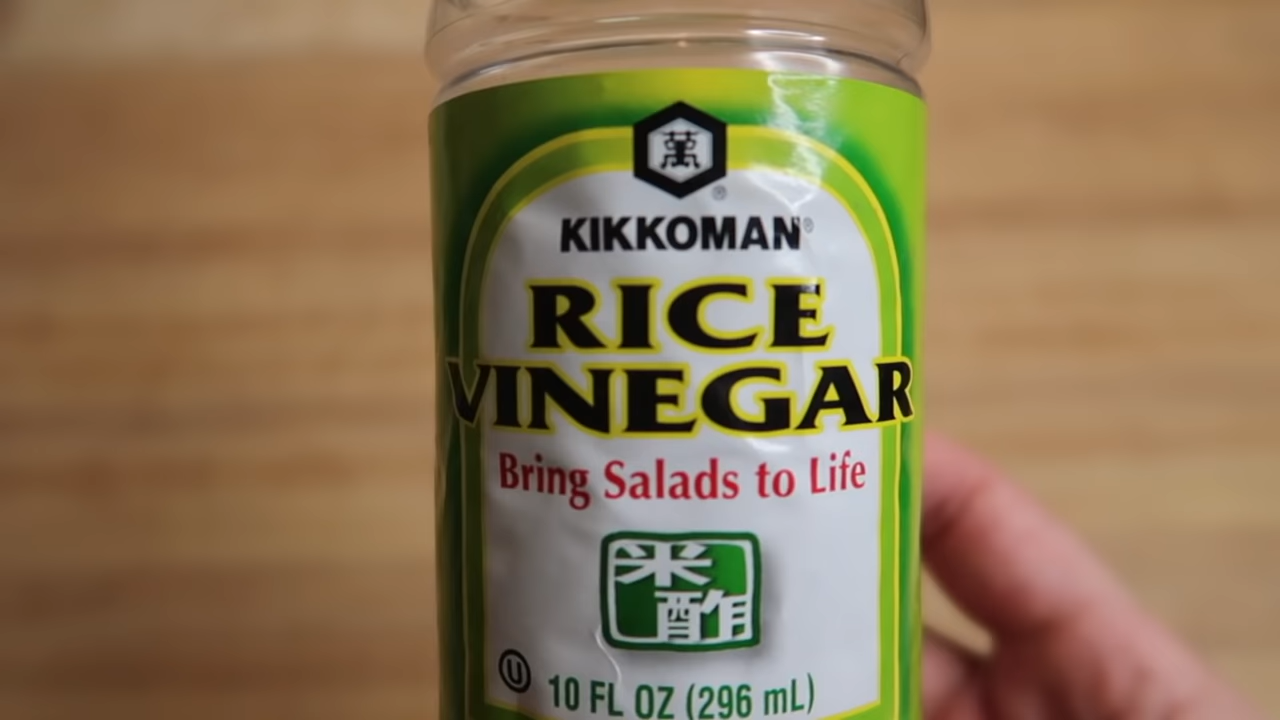 萬
®
KIKKOMAN®
RICE
VINEGAR
Bring Salads to Life
米
酢
U
10 FL OZ (296 mL)